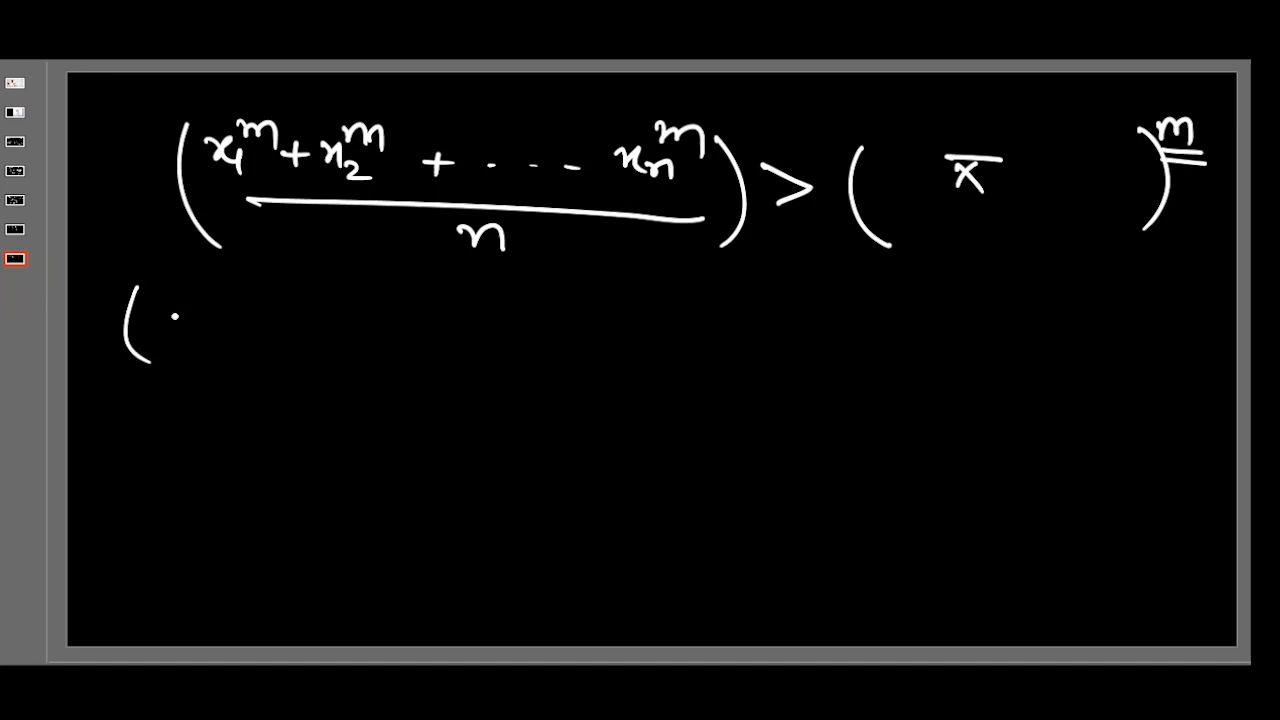 (x₁ᵐ + x₂ᵐ + ..... xₙᵐ / n) > (x̄)ᵐ
( .